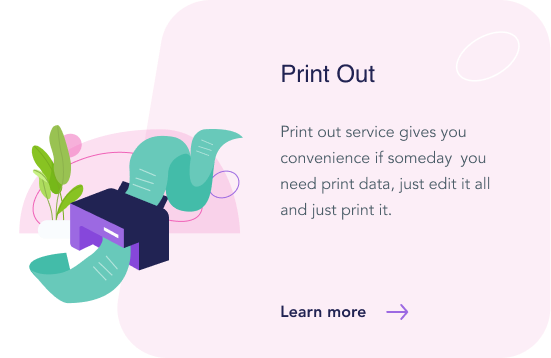 Print Out
Print out service gives you
convenience if someday  you
need print data, just edit it all
and just print it.
Learn more